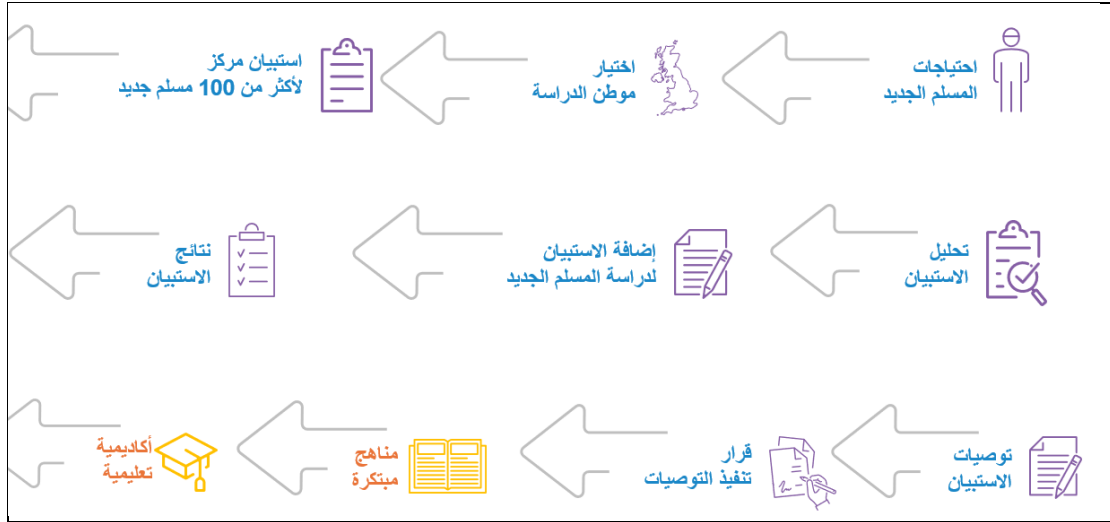 احتياجات
المسلم الجديد
اختيار
موطن الدراسة
استبيان مركز
لأكثر من 100 مسلم جديد
تحليل
الاستبيان
إضافة الاستبيان
لدراسة المسلم الجديد
نتائج
الاستبيان
توصيات
الاستبيان
قرار
تنفيذ التوصيات
مناهج
مبتكرة
أكاديمية
تعليمية